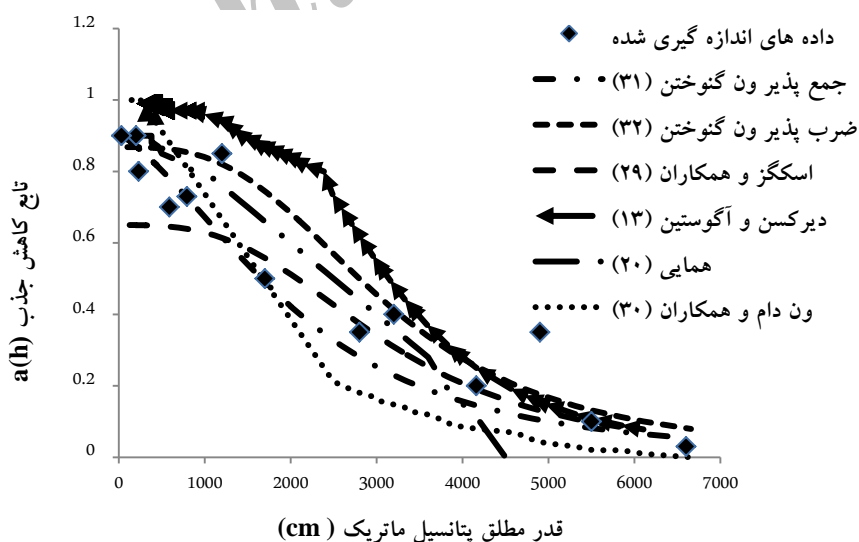 1.2
1
0.8
0.6
0.4
0.2
0
0 1000 2000 3000 4000 5000 6000 7000
تابع کاهش جذب a(h)
قدر مطلق پتانسیل ماتریک ( cm)
داده های اندازه گیری شده
جمع پذیر ون گنوختن (۳۱)
ضرب پذیر ون گنوختن (۳۲)
اسکگز و همکاران (۲۹)
دیرکسن و آگوستین (۱۳)
همایی (۲۰)
ون دام و همکاران (۳۰)